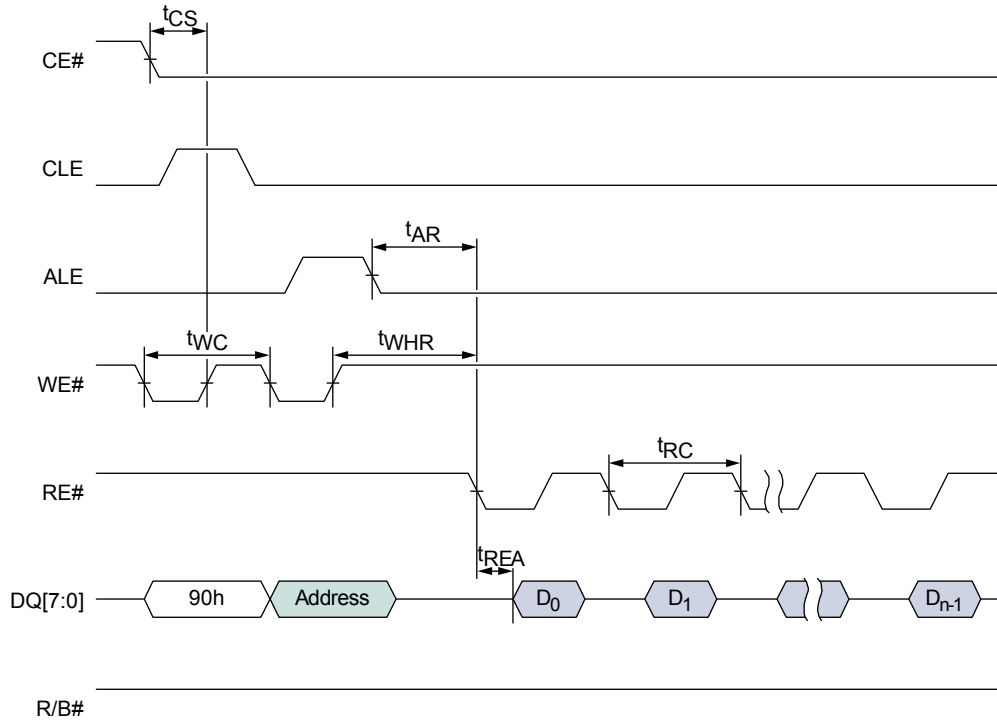 tCS
CE#
CLE
tAR
ALE
tWC
tWHR
WE#
tRC
RE#
tREA
DQ[7:0] 90h Address D0 D1 Dn-1
R/B#